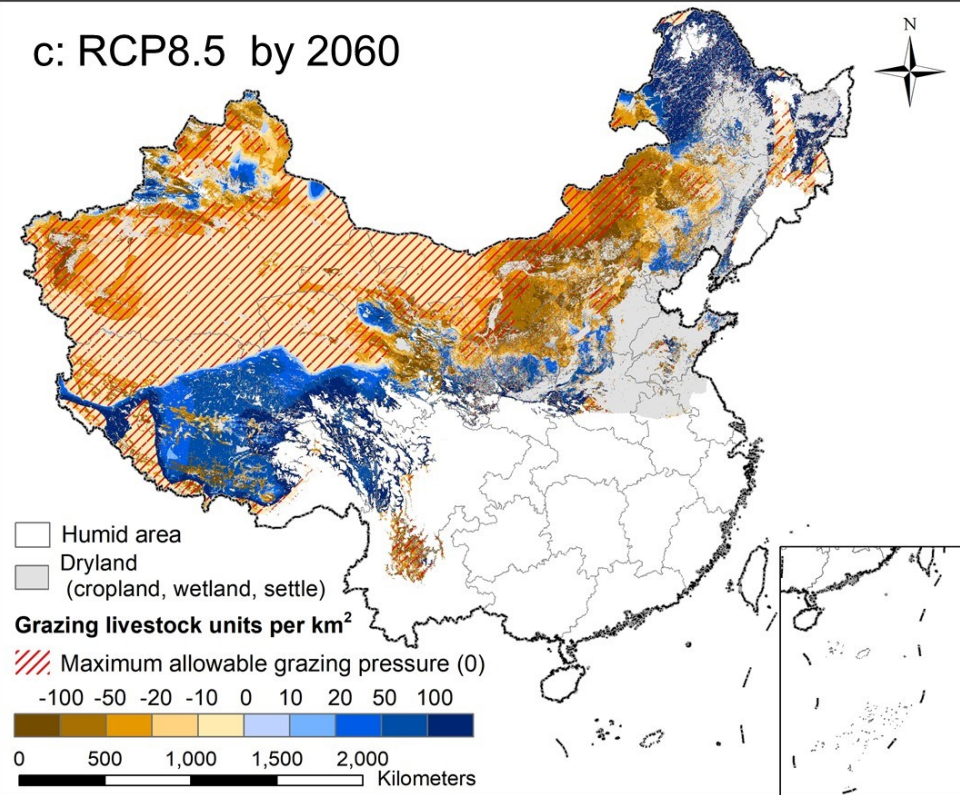 c: RCP8.5 by 2060
N
Humid area
Dryland
(cropland, wetland, settle)
Grazing livestock units per km²
Maximum allowable grazing pressure (0)
-100 -50 -20 -10 0 10 20 50 100
0 500 1,000 1,500 2,000
Kilometers